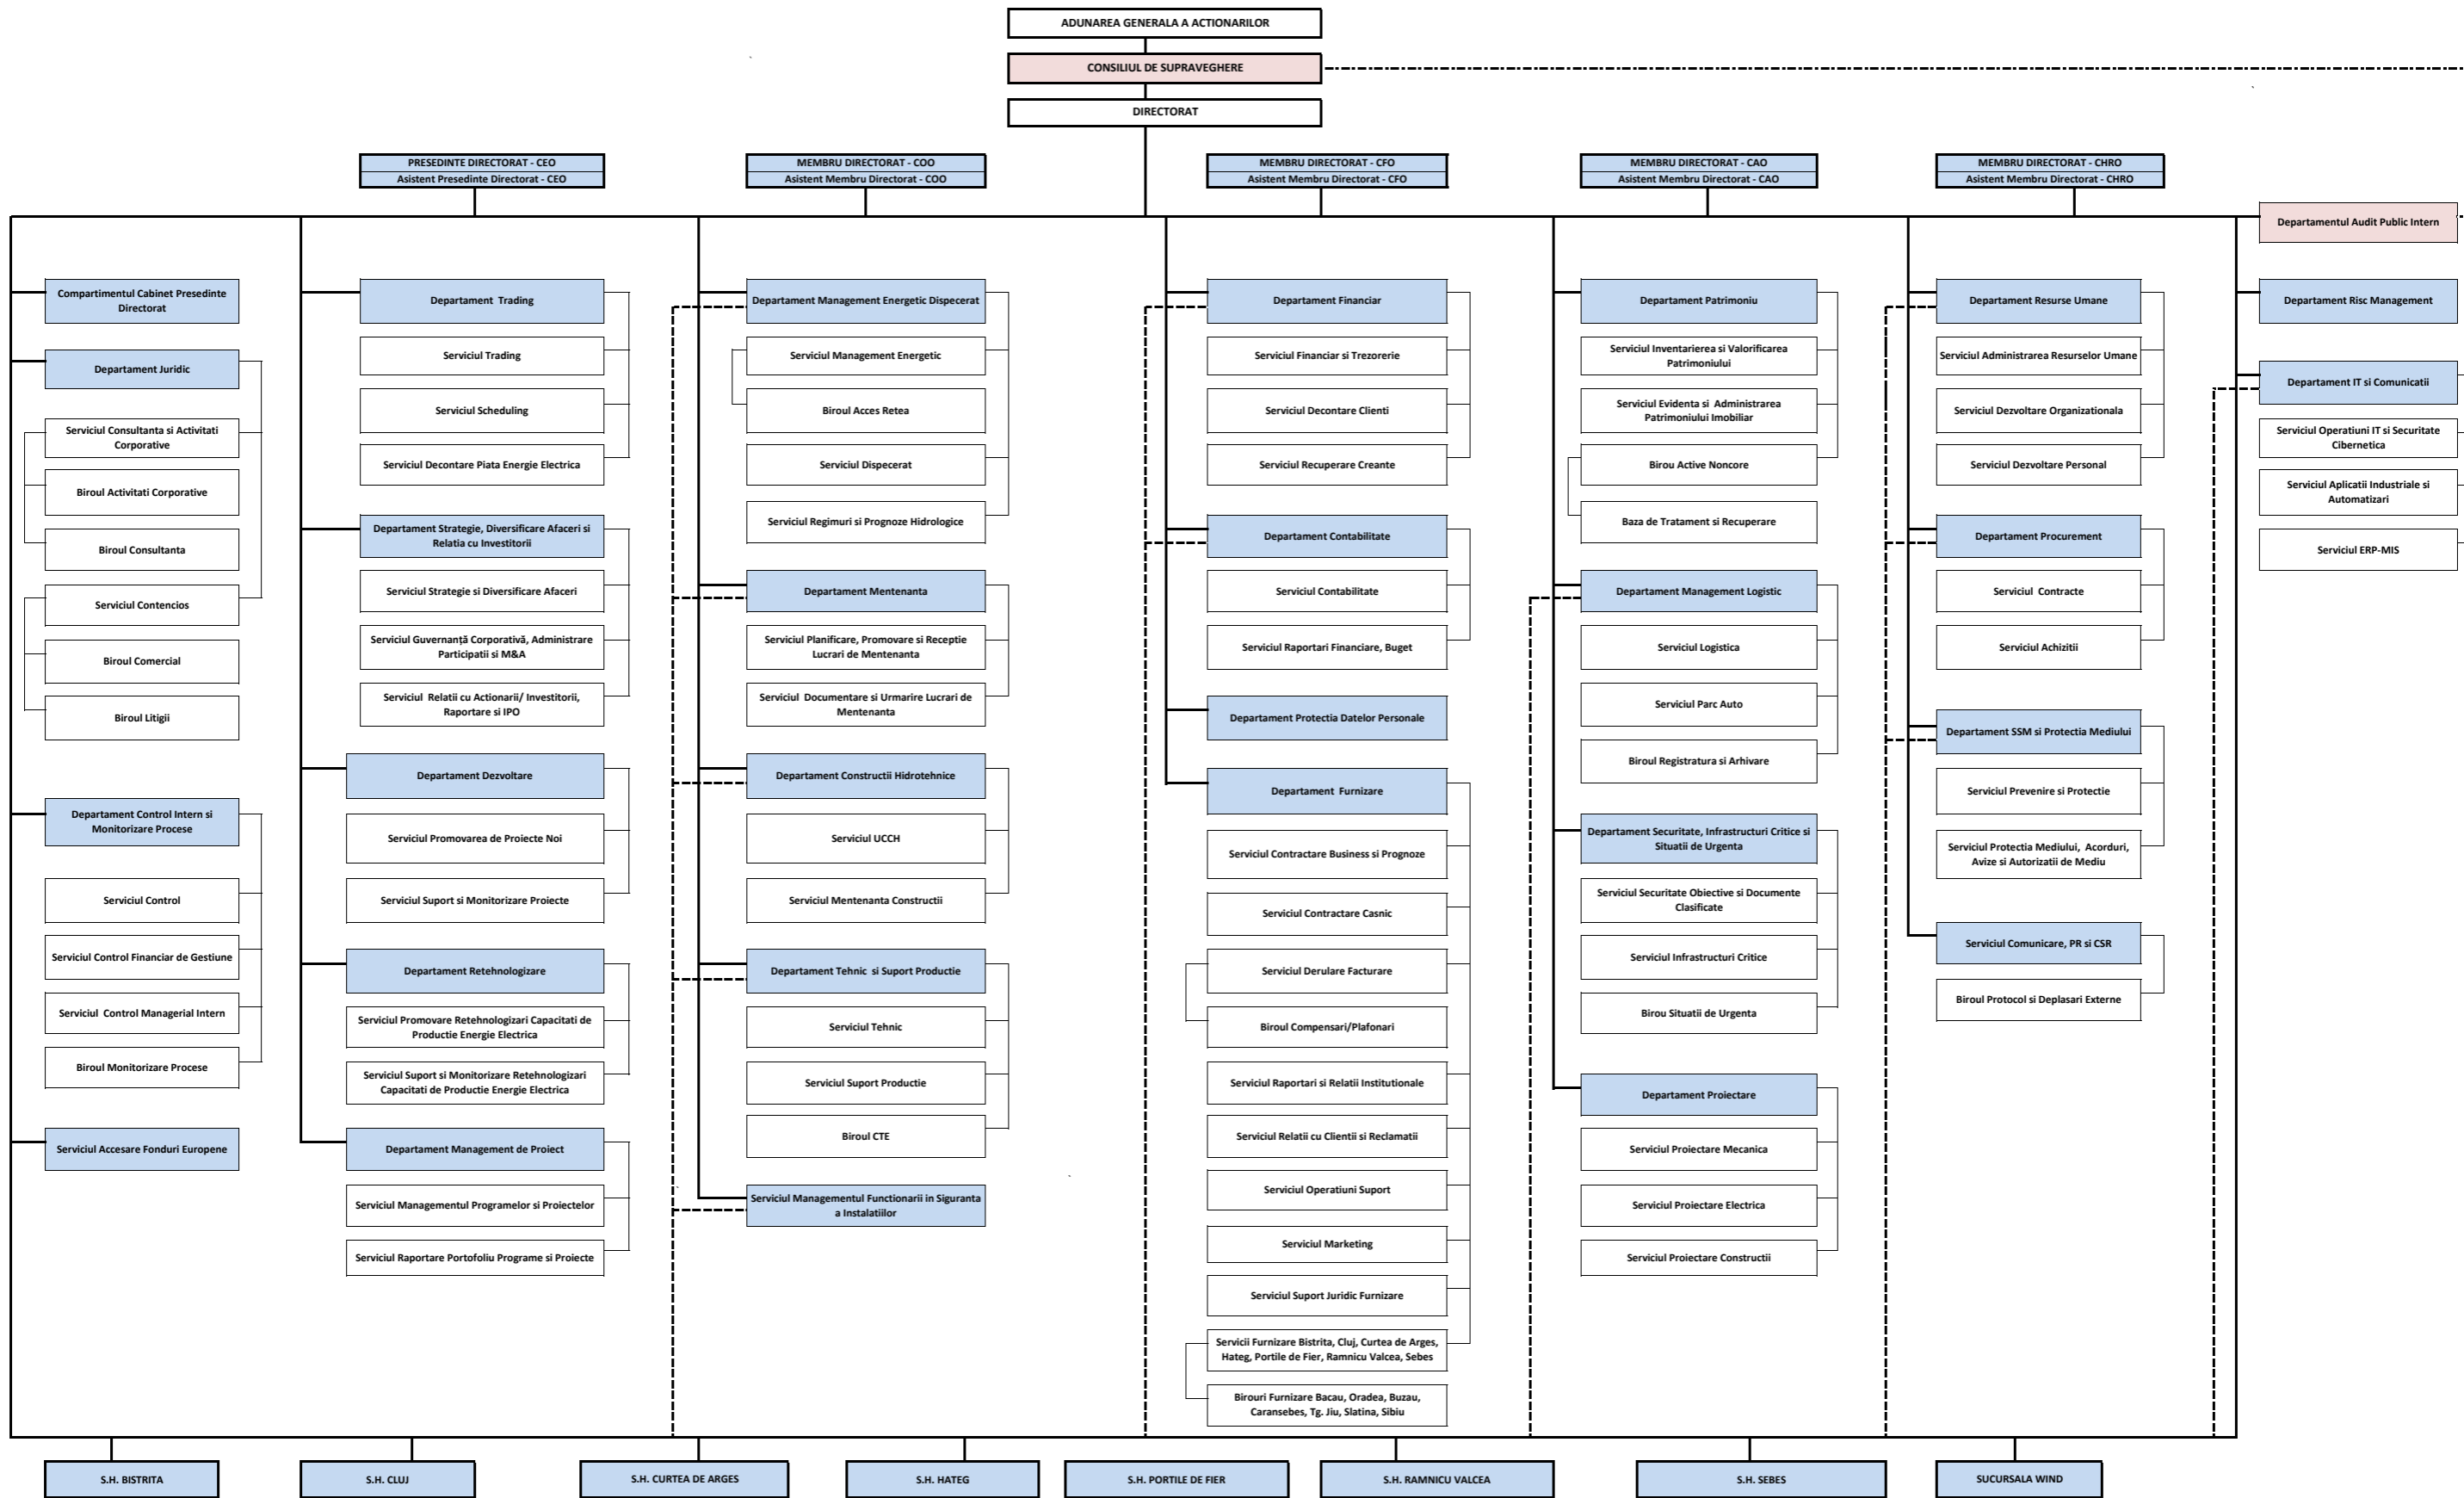 ADUNAREA GENERALA A ACTIONARILOR
CONSILIUL DE SUPRAVEGHERE
DIRECTORAT
PRESEDINTE DIRECTORAT - CEO
Asistent Presedinte Directorat - CEO
MEMBRU DIRECTORAT - COO
Asistent Membru Directorat - COO
MEMBRU DIRECTORAT - CFO
Asistent Membru Directorat - CFO
MEMBRU DIRECTORAT - CAO
Asistent Membru Directorat - CAO
MEMBRU DIRECTORAT - CHRO
Asistent Membru Directorat - CHRO
Departamentul Audit Public Intern
Compartimentul Cabinet Presedinte
Directorat
Departament Juridic
Serviciul Consultanta si Activitati
Corporative
Biroul Activitati Corporative
Biroul Consultanta
Serviciul Contencios
Biroul Comercial
Biroul Litigii
Departament Control Intern si
Monitorizare Procese
Serviciul Control
Serviciul Control Financiar de Gestiune
Serviciul Control Managerial Intern
Biroul Monitorizare Procese
Serviciul Accesare Fonduri Europene
Departament Trading
Serviciul Trading
Serviciul Scheduling
Serviciul Decontare Piata Energie Electrica
Departament Strategie, Diversificare Afaceri si
Relatia cu Investitorii
Serviciul Strategie si Diversificare Afaceri
Serviciul Guvernanță Corporativă, Administrare
Participatii si M&A
Serviciul Relatii cu Actionarii/ Investitorii,
Raportare si IPO
Departament Dezvoltare
Serviciul Promovarea de Proiecte Noi
Serviciul Suport si Monitorizare Proiecte
Departament Retehnologizare
Serviciul Promovare Retehnologizari Capacitati de
Productie Energie Electrica
Serviciul Suport si Monitorizare Retehnologizari
Capacitati de Productie Energie Electrica
Departament Management de Proiect
Serviciul Managementul Programelor si Proiectelor
Serviciul Raportare Portofoliu Programe si Proiecte
Departament Management Energetic Dispecerat
Serviciul Management Energetic
Biroul Acces Retea
Serviciul Dispecerat
Serviciul Regimuri si Prognoze Hidrologice
Departament Mentenanta
Serviciul Planificare, Promovare si Receptie
Lucrari de Mentenanta
Serviciul Documentare si Urmarire Lucrari de
Mentenanta
Departament Constructii Hidrotehnice
Serviciul UCCH
Serviciul Mentenanta Constructii
Departament Tehnic si Suport Productie
Serviciul Tehnic
Serviciul Suport Productie
Biroul CTE
Serviciul Managementul Functionarii in Siguranta
a Instalatiilor
Departament Financiar
Serviciul Financiar si Trezorerie
Serviciul Decontare Clienti
Serviciul Recuperare Creante
Departament Contabilitate
Serviciul Contabilitate
Serviciul Raportari Financiare, Buget
Departament Protectia Datelor Personale
Departament Furnizare
Serviciul Contractare Business si Prognoze
Serviciul Contractare Casnic
Serviciul Derulare Facturare
Biroul Compensari/Plafonari
Serviciul Raportari si Relatii Institutionale
Serviciul Relatii cu Clientii si Reclamatii
Serviciul Operatiuni Suport
Serviciul Marketing
Serviciul Suport Juridic Furnizare
Servicii Furnizare Bistrita, Cluj, Curtea de Arges,
Hateg, Portile de Fier, Ramnicu Valcea, Sebes
Birouri Furnizare Bacau, Oradea, Buzau,
Caransebes, Tg. Jiu, Slatina, Sibiu
Departament Patrimoniu
Serviciul Inventarierea si Valorificarea
Patrimoniului
Serviciul Evidenta si Administrarea
Patrimoniului Imobiliar
Birou Active Noncore
Baza de Tratament si Recuperare
Departament Management Logistic
Serviciul Logistica
Serviciul Parc Auto
Biroul Registratura si Arhivare
Departament Securitate, Infrastructuri Critice si
Situatii de Urgenta
Serviciul Securitate Obiective si Documente
Clasificate
Serviciul Infrastructuri Critice
Birou Situatii de Urgenta
Departament Proiectare
Serviciul Proiectare Mecanica
Serviciul Proiectare Electrica
Serviciul Proiectare Constructii
Departament Resurse Umane
Serviciul Administrarea Resurselor Umane
Serviciul Dezvoltare Organizationala
Serviciul Dezvoltare Personal
Departament Procurement
Serviciul Contracte
Serviciul Achizitii
Departament SSM si Protectia Mediului
Serviciul Prevenire si Protectie
Serviciul Protectia Mediului, Acorduri,
Avize si Autorizatii de Mediu
Serviciul Comunicare, PR si CSR
Biroul Protocol si Deplasari Externe
Departament Risc Management
Departament IT si Comunicatii
Serviciul Operatiuni IT si Securitate
Cibernetica
Serviciul Aplicatii Industriale si
Automatizari
Serviciul ERP-MIS
S.H. BISTRITA
S.H. CLUJ
S.H. CURTEA DE ARGES
S.H. HATEG
S.H. PORTILE DE FIER
S.H. RAMNICU VALCEA
S.H. SEBES
SUCURSALA WIND